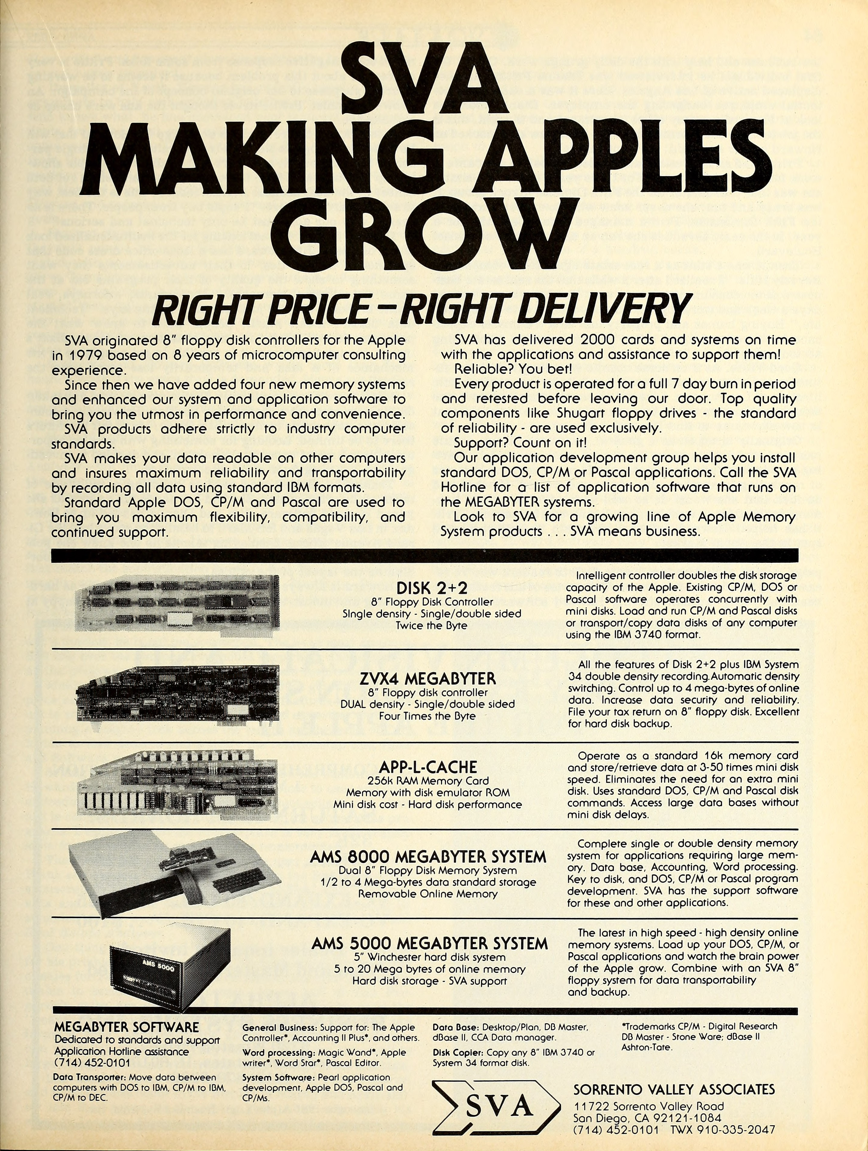 SVA
MAKING APPLES
GROW
RIGHT PRICE – RIGHT DELIVERY
SVA originated 8" floppy disk controllers for the Apple
in 1979 based on 8 years of microcomputer consulting
experience.
Since then we have added four new memory systems
and enhanced our system and application software to
bring you the utmost in performance and convenience.
SVA products adhere strictly to industry computer
standards.
SVA makes your data readable on other computers
and insures maximum reliability and transportability
by recording all data using standard IBM formats.
Standard Apple DOS, CP/M and Pascal are used to
bring you maximum flexibility, compatibility, and
continued support.
SVA has delivered 2000 cards and systems on time
with the applications and assistance to support them!
Reliable? You bet!
Every product is operated for a full 7 day burn in period
and retested before leaving our door. Top quality
components like Shugart floppy drives - the standard
of reliability - are used exclusively.
Support? Count on it!
Our application development group helps you install
standard DOS, CP/M or Pascal applications. Call the SVA
Hotline for a list of application software that runs on
the MEGABYTER systems.
Look to SVA for a growing line of Apple Memory
System products . . . SVA means business.
DISK 2+2
8" Floppy Disk Controller
Single density - Single/double sided
Twice the Byte
Intelligent controller doubles the disk storage
capacity of the Apple. Existing CP/M, DOS or
Pascal software operates concurrently with
mini disks. Load and run CP/M and Pascal disks
or transport/copy data disks of any computer
using the IBM 3740 format.
ZVX4 MEGABYTER
8" Floppy disk controller
DUAL density - Single/double sided
Four Times the Byte
All the features of Disk 2+2 plus IBM System
34 double density recording. Automatic density
switching. Control up to 4 mega-bytes of online
data. Increase data security and reliability.
File your tax return on 8" floppy disk. Excellent
for hard disk backup.
APP-L-CACHE
256k RAM Memory Card
Memory with disk emulator ROM
Mini disk cost - Hard disk performance
Operate as a standard 16k memory card
and store/retrieve data at 3-50 times mini disk
speed. Eliminates the need for an extra mini
disk. Uses standard DOS, CP/M and Pascal disk
commands. Access large data bases without
mini disk delays.
AMS 8000 MEGABYTER SYSTEM
Dual 8" Floppy Disk Memory System
1/2 to 4 Mega-bytes data standard storage
Removable Online Memory
Complete single or double density memory
system for applications requiring large mem-
ory. Data base, Accounting, Word processing.
Key to disk, and DOS, CP/M or Pascal program
development. SVA has the support software
for these and other applications.
AMS 5000
AMS 5000 MEGABYTER SYSTEM
5" Winchester hard disk system
5 to 20 Mega bytes of online memory
Hard disk storage - SVA support
The latest in high speed - high density online
memory systems. Load up your DOS, CP/M, or
Pascal applications and watch the brain power
of the Apple grow. Combine with an SVA 8"
floppy system for data transportability
and backup.
MEGABYTER SOFTWARE
Dedicated to standards and support
Application Hotline assistance
(714) 452-0101
Data Transporter: Move data between
computers with DOS to IBM, CP/M to IBM,
CP/M to DEC.
General Business: Support for: The Apple
Controller*, Accounting II Plus*, and others.
Word processing: Magic Wand*, Apple
writer*, Word Star*, Pascal Editor.
System Software: Pearl application
development, Apple DOS, Pascal and
CP/Ms.
Data Base: Desktop/Plan, DB Master,
dBase II, CCA Data manager.
Disk Copier: Copy any 8" IBM 3740 or
System 34 format disk.
*Trademarks CP/M - Digital Research
DB Master - Stone Ware; dBase II
Ashton-Tate.
SVA
SORRENTO VALLEY ASSOCIATES
11722 Sorrento Valley Road
San Diego, CA 92121-1084
(714) 452-0101 TWX 910-335-2047